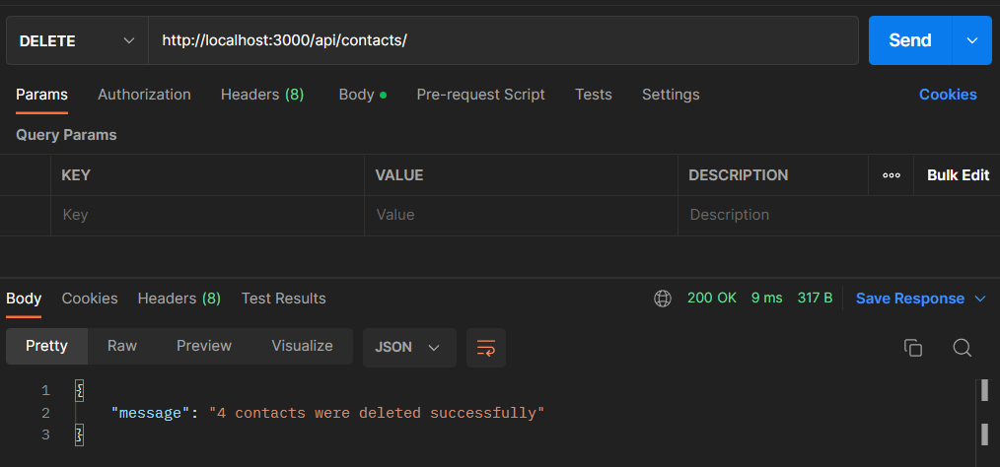 DELETE http://localhost:3000/api/contacts/ Send
Params Authorization Headers (8) Body Pre-request Script Tests Settings Cookies
Query Params
KEY VALUE DESCRIPTION Bulk Edit
Key Value Description
Body Cookies Headers (8) Test Results 200 OK 9 ms 317 B Save Response
Pretty Raw Preview Visualize JSON
1 {
2 "message": "4 contacts were deleted successfully"
3 }